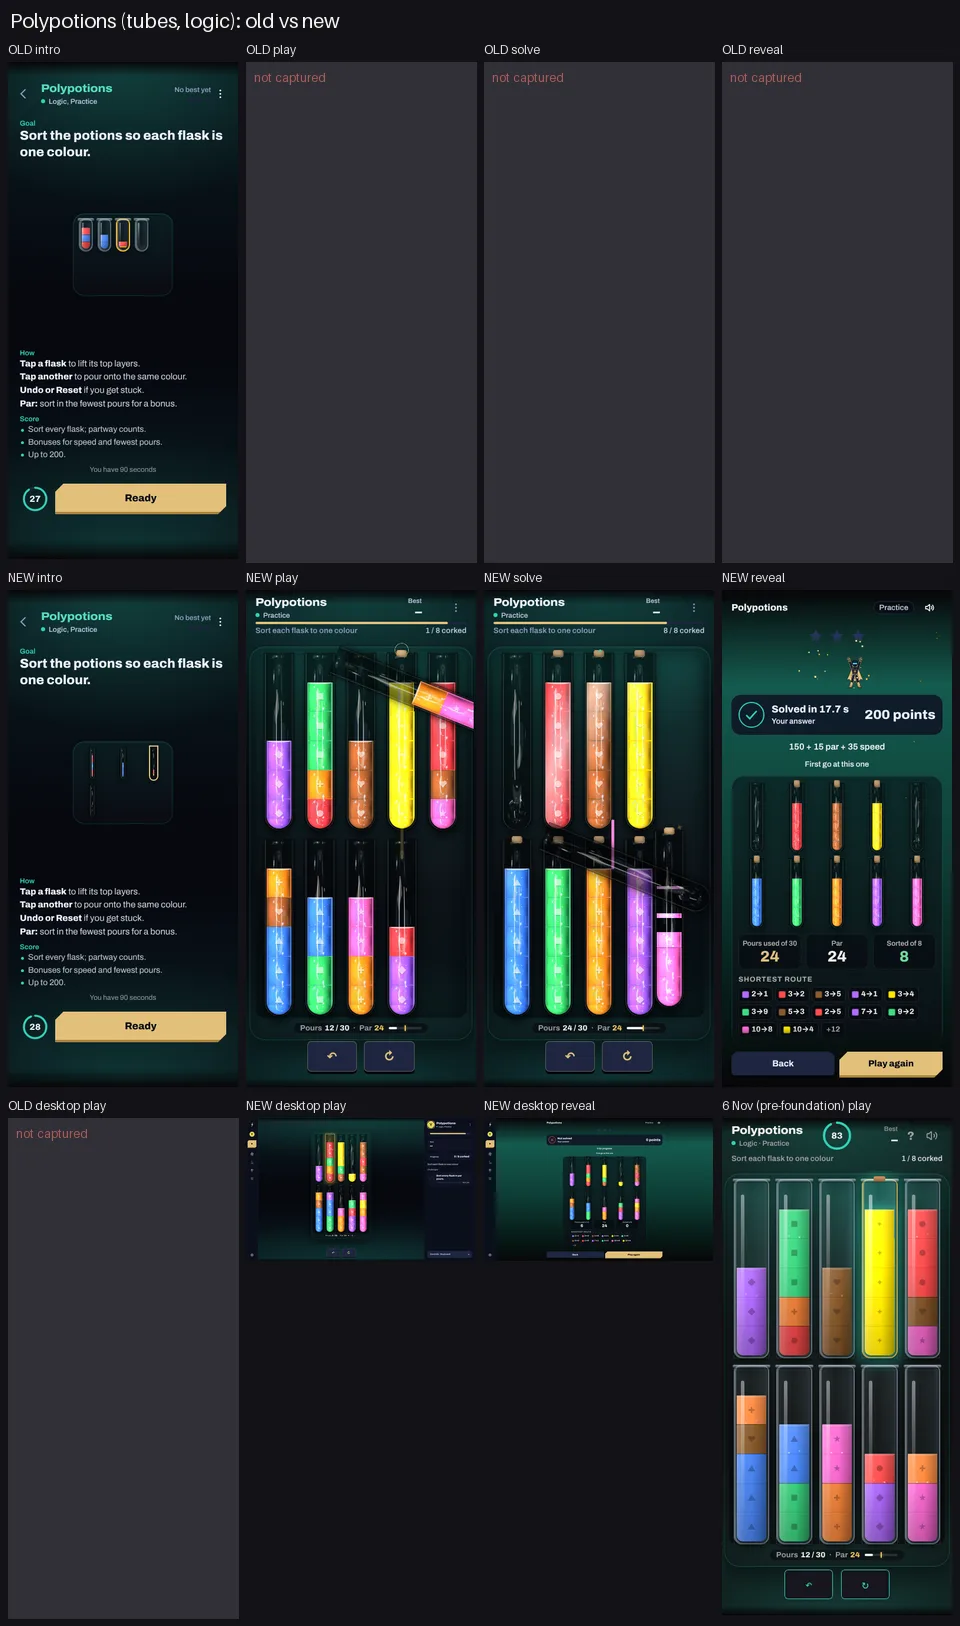 Polypotions (tubes, logic): old vs new
OLD intro
OLD play
OLD solve
OLD reveal
Polypotions
Logic, Practice
No best yet
Goal
Sort the potions so each flask is
one colour.
How
Tap a flask to lift its top layers.
Tap another to pour onto the same colour.
Undo or Reset if you get stuck.
Par: sort in the fewest pours for a bonus.
Score
Sort every flask; partway counts.
Bonuses for speed and fewest pours.
Up to 200.
You have 90 seconds
27
Ready
not captured
not captured
not captured
NEW intro
NEW play
NEW solve
NEW reveal
Polypotions
Logic, Practice
No best yet
Goal
Sort the potions so each flask is
one colour.
How
Tap a flask to lift its top layers.
Tap another to pour onto the same colour.
Undo or Reset if you get stuck.
Par: sort in the fewest pours for a bonus.
Score
Sort every flask; partway counts.
Bonuses for speed and fewest pours.
Up to 200.
You have 90 seconds
28
Ready
Polypotions
Practice
Best
Sort each flask to one colour
1 / 8 corked
Pours 12 / 30 · Par 24
Polypotions
Practice
Best
Sort each flask to one colour
8 / 8 corked
Pours 24 / 30 · Par 24
Polypotions
Practice
Solved in 17.7 s
Your answer
200 points
150 + 15 par + 35 speed
First go at this one
Pours used of 30
24
Par
24
Sorted of 8
8
SHORTEST ROUTE
2→1 3→2 3→5 4→1 3→4
3→9 5→3 2→5 7→1 9→2
10→8 10→4 +12
Back
Play again
OLD desktop play
NEW desktop play
NEW desktop reveal
6 Nov (pre-foundation) play
not captured
Polypotions
Polypotions
Back
Play again
Polypotions
Logic · Practice
83
Best
?
Sort each flask to one colour
1 / 8 corked
Pours 12 / 30 · Par 24